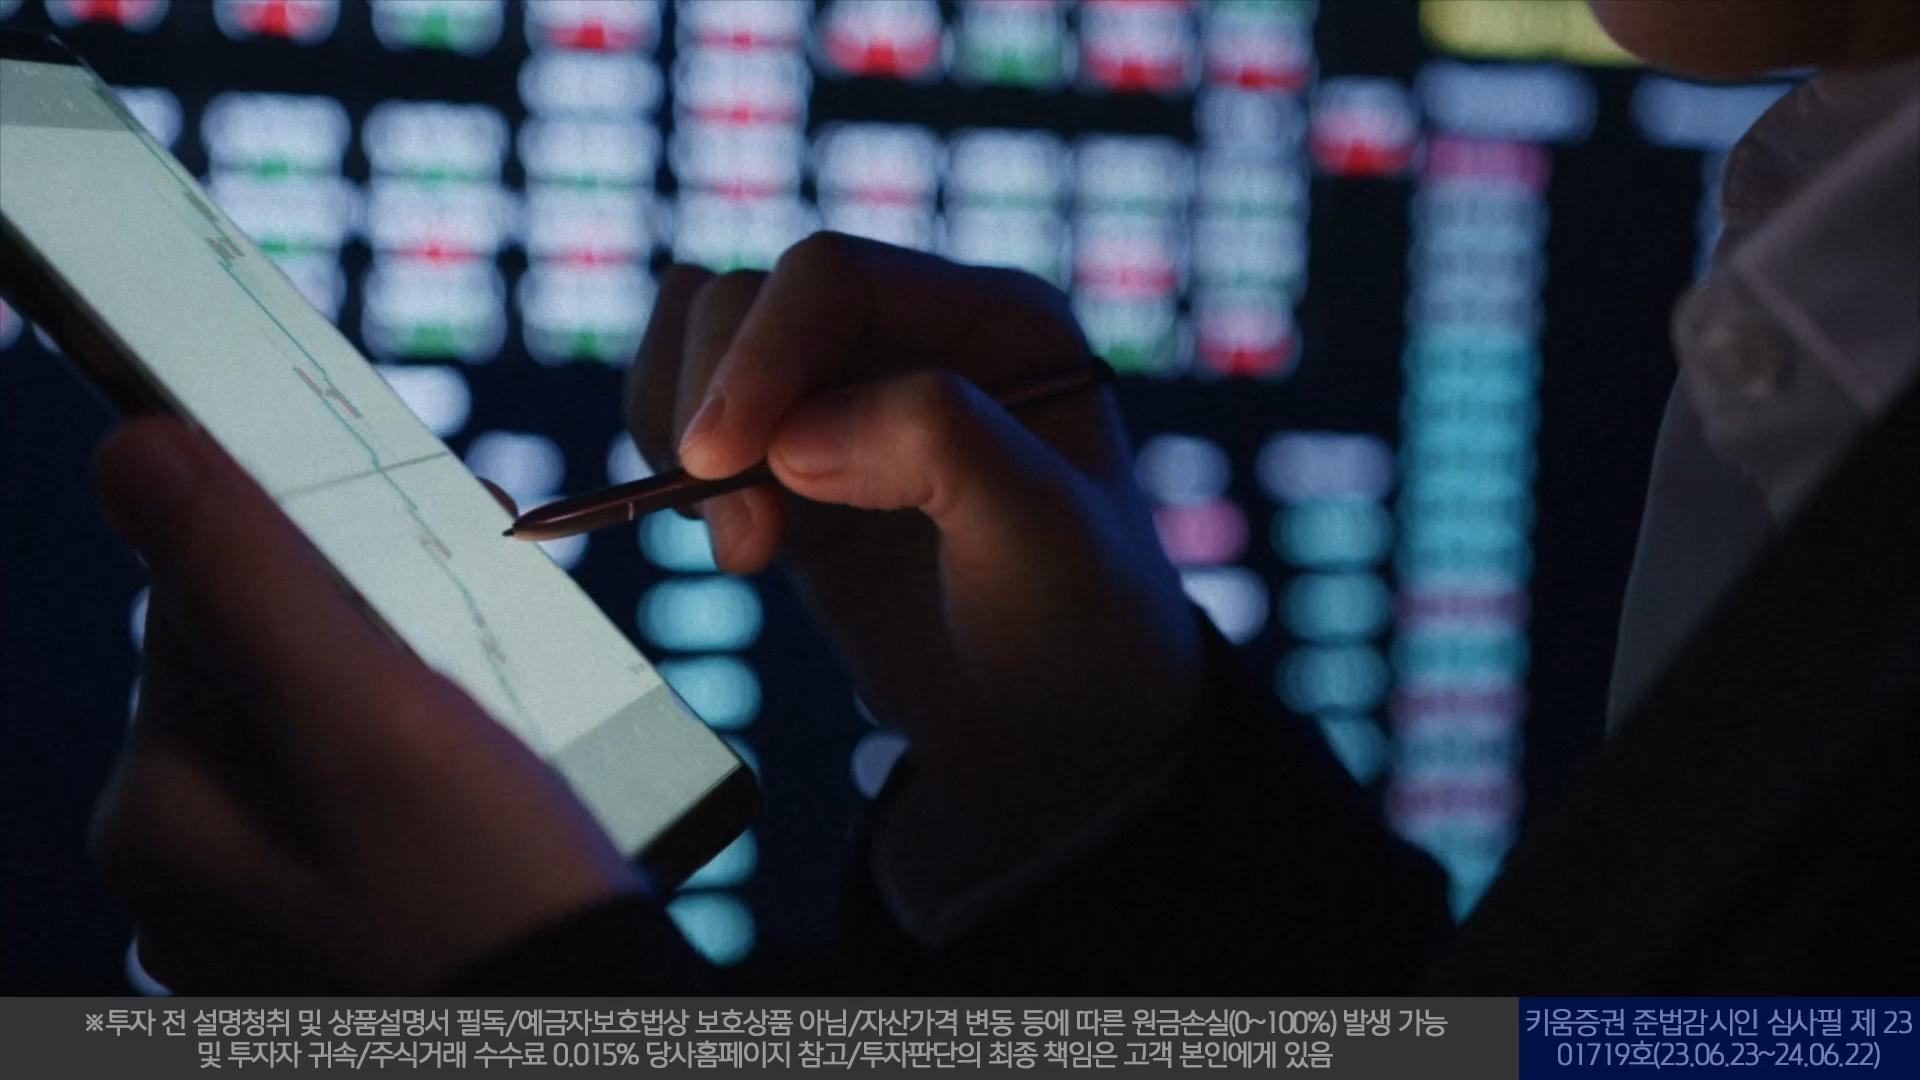 ※투자 전 설명청취 및 상품설명서 필독/예금자보호법상 보호상품 아님/자산가격 변동 등에 따른 원금손실(0~100%) 발생 가능
및 투자자 귀속/주식거래 수수료 0.015% 당사홈페이지 참고/투자판단의 최종 책임은 고객 본인에게 있음
키움증권 준법감시인 심사필 제 23
01719호(23.06.23~24.06.22)